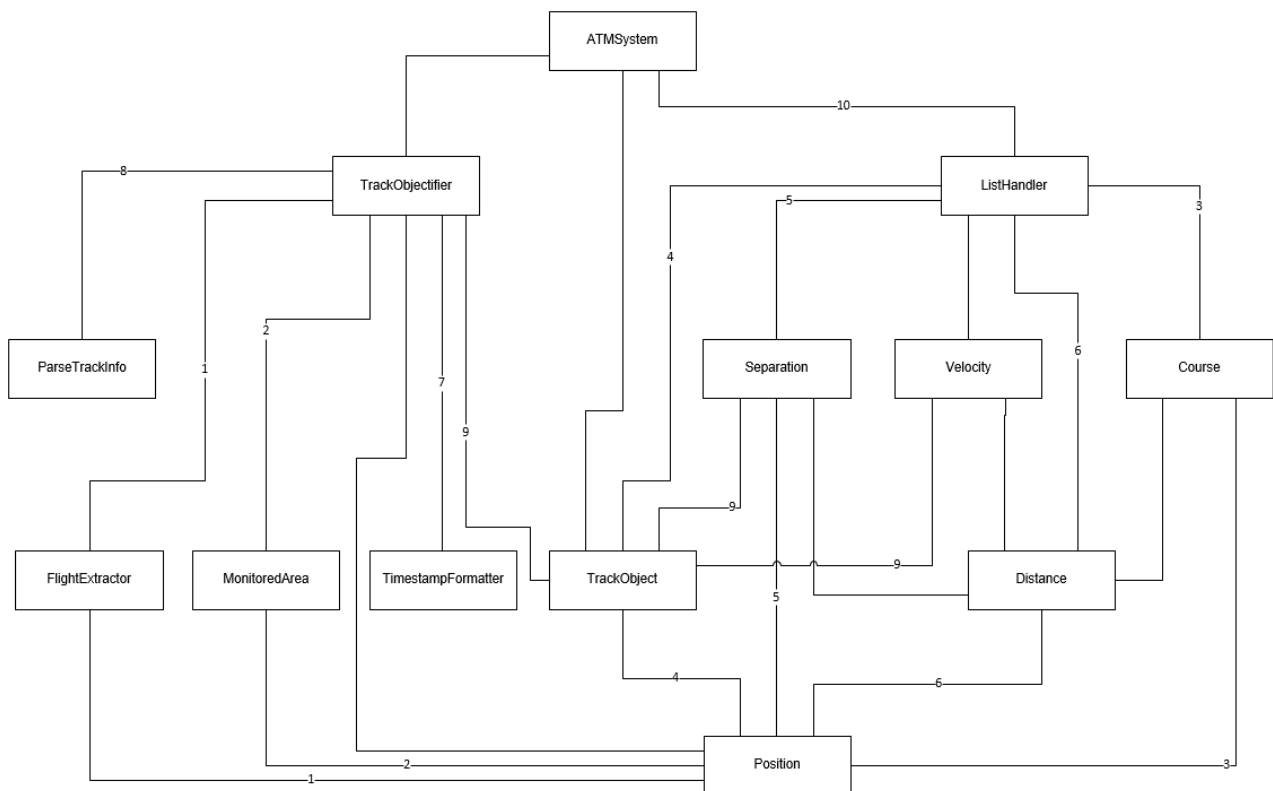 ATMSystem
10
8
TrackObjectifier
ListHandler
5
3
4
2
6
ParseTrackInfo
1
7
Separation
Velocity
Course
9
9
FlightExtractor
MonitoredArea
TimestampFormatter
TrackObject
9
Distance
5
4
6
2
Position
3
1